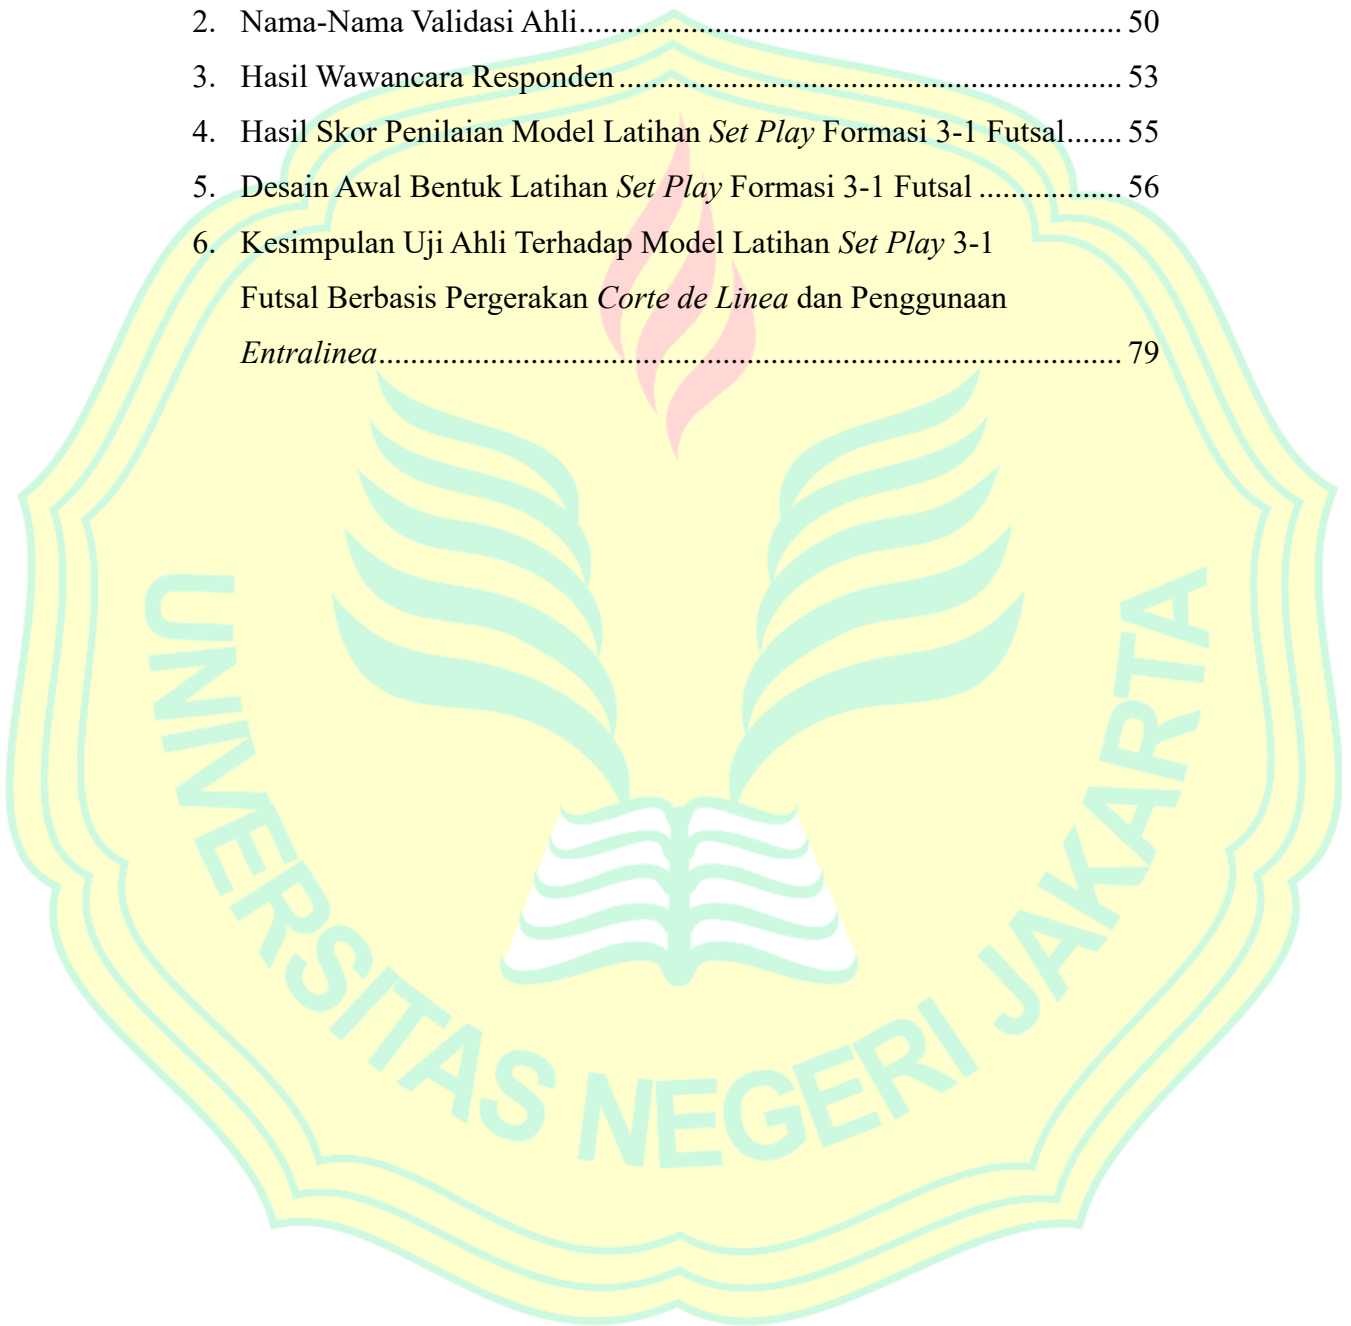 2. Nama-Nama Validasi Ahli.................................................................... 50
3. Hasil Wawancara Responden............................................................... 53
4. Hasil Skor Penilaian Model Latihan Set Play Formasi 3-1 Futsal....... 55
5. Desain Awal Bentuk Latihan Set Play Formasi 3-1 Futsal.................. 56
6. Kesimpulan Uji Ahli Terhadap Model Latihan Set Play 3-1
Futsal Berbasis Pergerakan Corte de Linea dan Penggunaan
Entralinea............................................................................................. 79
UNIVERSITAS NEGERI JAKARTA